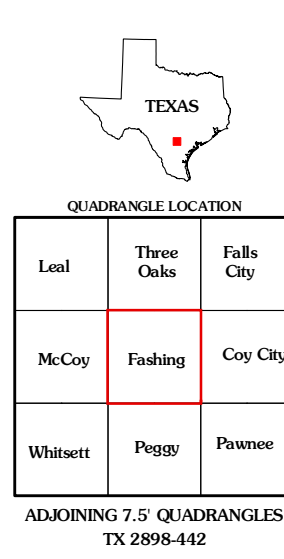 TEXAS
QUADRANGLE LOCATION
Leal
Three
Oaks
Falls
City
McCoy
Fashing
Coy City
Whitsett
Peggy
Pawnee
ADJOINING 7.5' QUADRANGLES
TX 2898-442